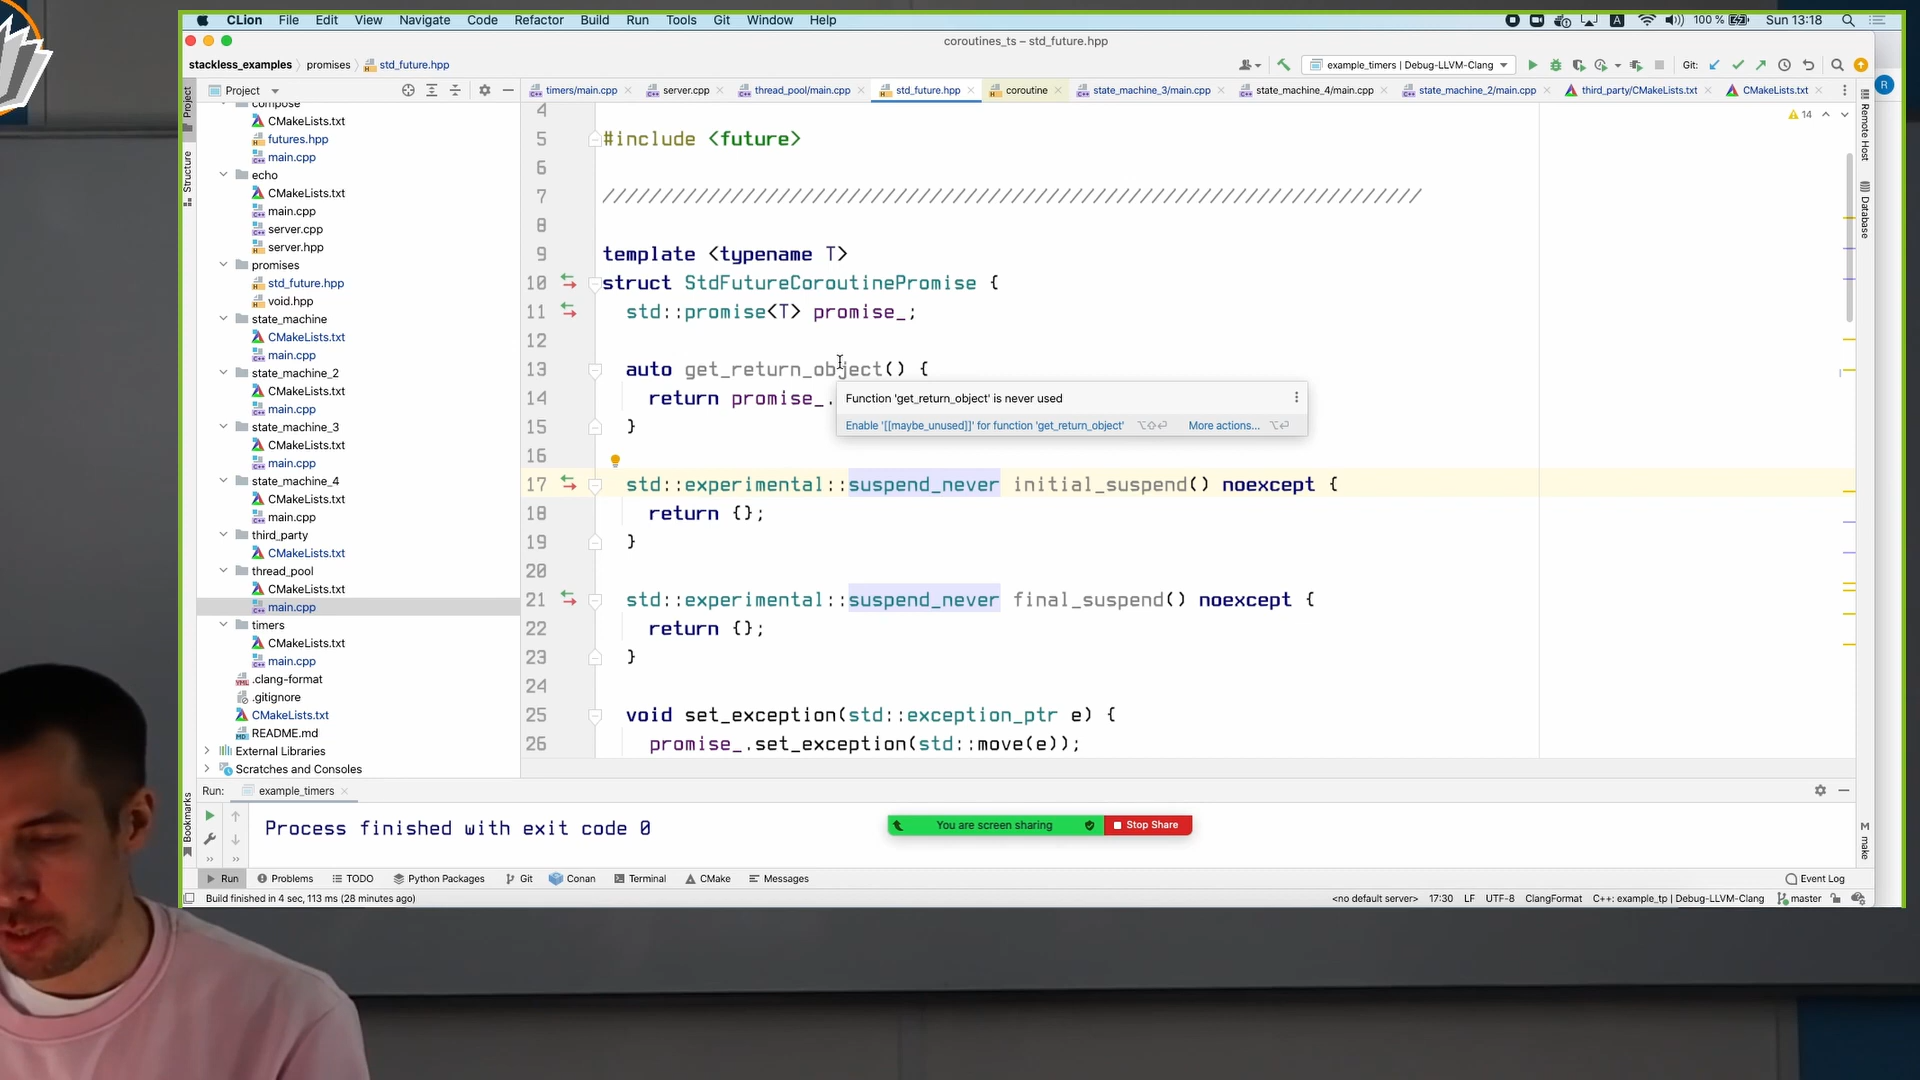 CLion File Edit View Navigate Code Refactor Build Run Tools Git Window Help
A 100 % Sun 13:18
coroutines_ts – std_future.hpp
stackless_examples promises std_future.hpp
example_timers | Debug-LLVM-Clang Git:
R
Project
timers/main.cpp server.cpp thread_pool/main.cpp std_future.hpp coroutine state_machine_3/main.cpp state_machine_4/main.cpp state_machine_2/main.cpp third_party/CMakeLists.txt CMakeLists.txt
Project
Structure
Bookmarks
Remote Host
Database
make
compose
CMakeLists.txt
futures.hpp
main.cpp
echo
CMakeLists.txt
main.cpp
server.cpp
server.hpp
promises
std_future.hpp
void.hpp
state_machine
CMakeLists.txt
main.cpp
state_machine_2
CMakeLists.txt
main.cpp
state_machine_3
CMakeLists.txt
main.cpp
state_machine_4
CMakeLists.txt
main.cpp
third_party
CMakeLists.txt
thread_pool
CMakeLists.txt
main.cpp
timers
CMakeLists.txt
main.cpp
.clang-format
.gitignore
CMakeLists.txt
README.md
External Libraries
Scratches and Consoles
14
4
5 #include <future>
6
7 //////////////////////////////////////////////////////////////////////
8
9 template <typename T>
10 struct StdFutureCoroutinePromise {
11 std::promise<T> promise_;
12
13 auto get_return_object() {
14 return promise_.
15 }
16
17 std::experimental::suspend_never initial_suspend() noexcept {
18 return {};
19 }
20
21 std::experimental::suspend_never final_suspend() noexcept {
22 return {};
23 }
24
25 void set_exception(std::exception_ptr e) {
26 promise_.set_exception(std::move(e));
Function 'get_return_object' is never used
Enable '[[maybe_unused]]' for function 'get_return_object' ⌥⇧⏎ More actions... ⌥⏎
Run: example_timers
Process finished with exit code 0
You are screen sharing Stop Share
Run Problems TODO Python Packages Git Conan Terminal CMake Messages Event Log
Build finished in 4 sec, 113 ms (28 minutes ago) <no default server> 17:30 LF UTF-8 ClangFormat C++: example_tp | Debug-LLVM-Clang master